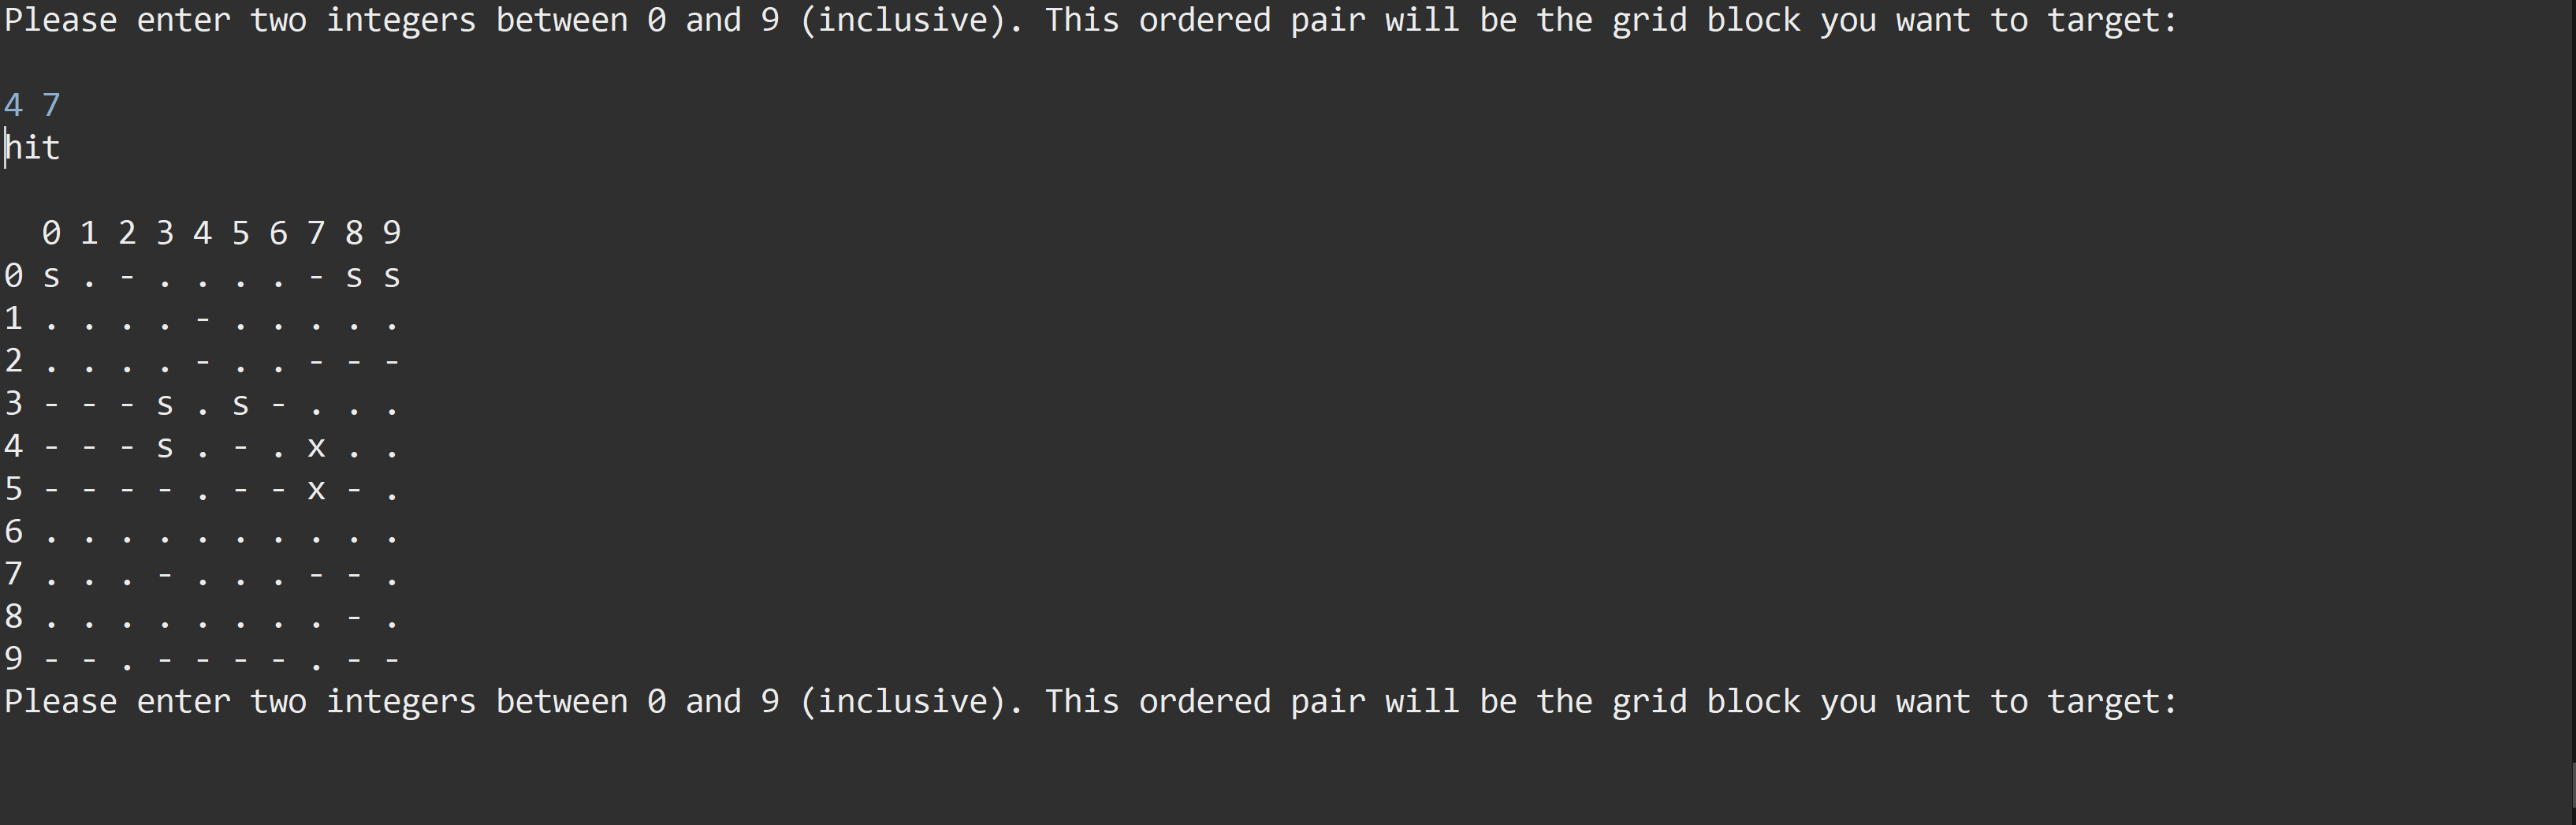 Please enter two integers between 0 and 9 (inclusive). This ordered pair will be the grid block you want to target:
4 7
hit
  0 1 2 3 4 5 6 7 8 9
0 s . - . . . . - s s
1 . . . . - . . . . .
2 . . . . - . . - - -
3 - - - s . s - . . .
4 - - - s . - . x . .
5 - - - - . - - x - .
6 . . . . . . . . . .
7 . . . - . . . - - .
8 . . . . . . . . - .
9 - - . - - - - . - -
Please enter two integers between 0 and 9 (inclusive). This ordered pair will be the grid block you want to target: